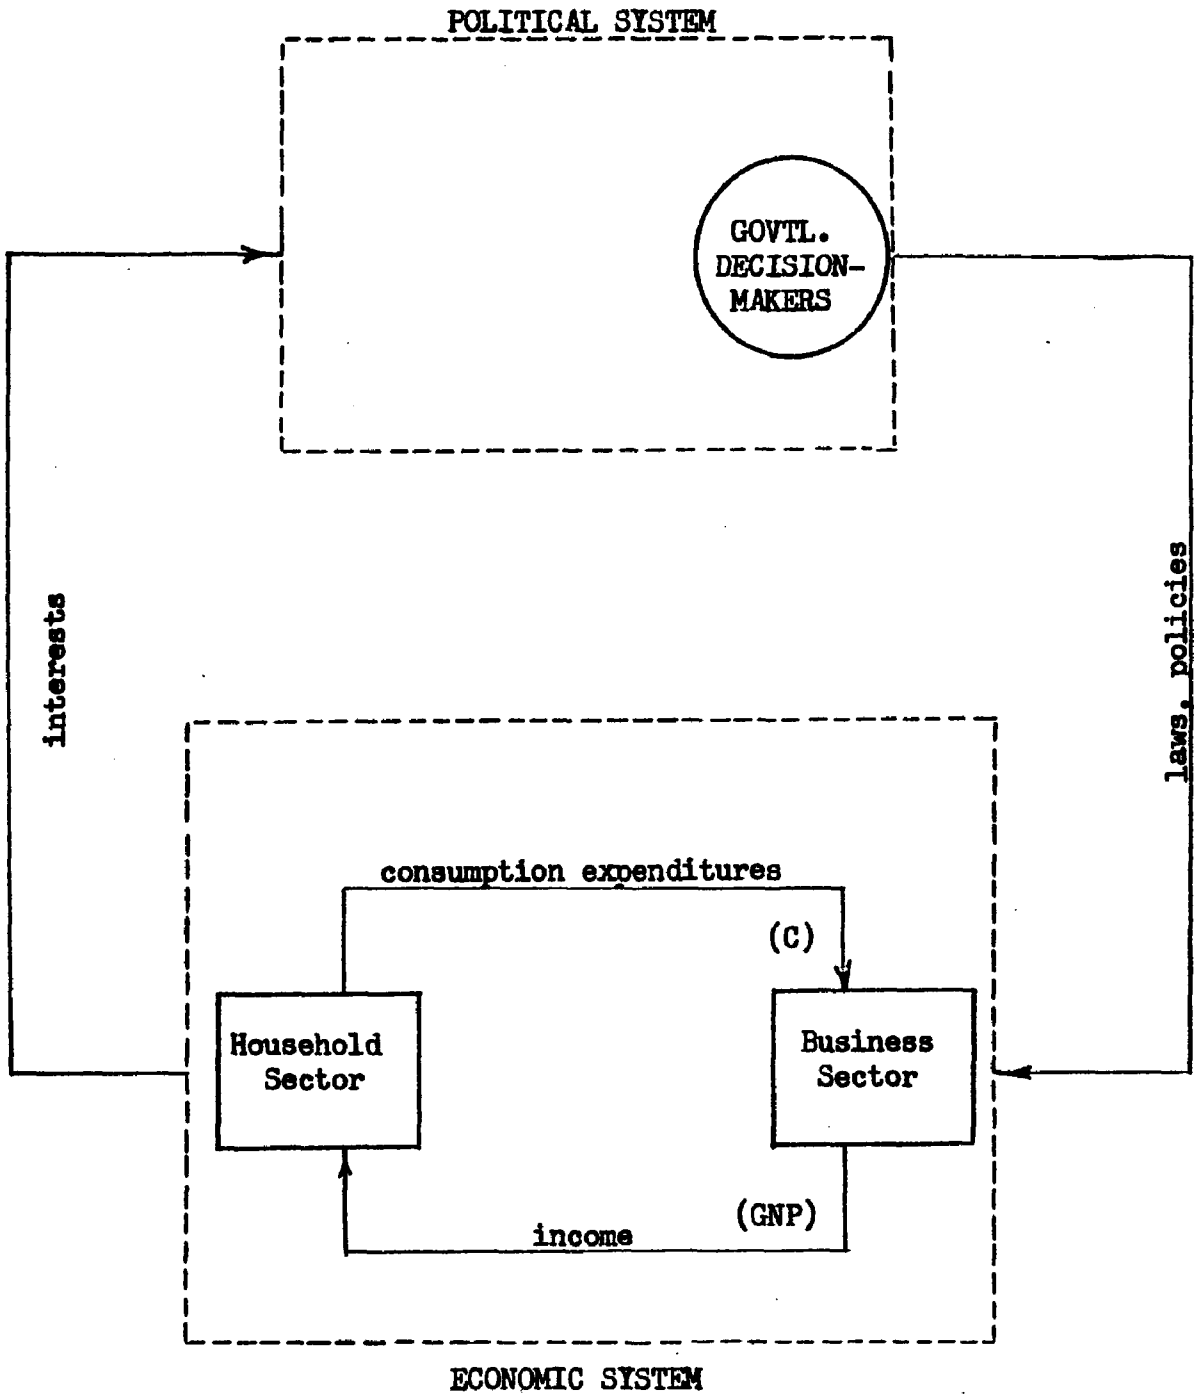 POLITICAL SYSTEM
GOVTL.
DECISION-
MAKERS
interests
laws, policies
consumption expenditures
(C)
Household
Sector
Business
Sector
(GNP)
income
ECONOMIC SYSTEM